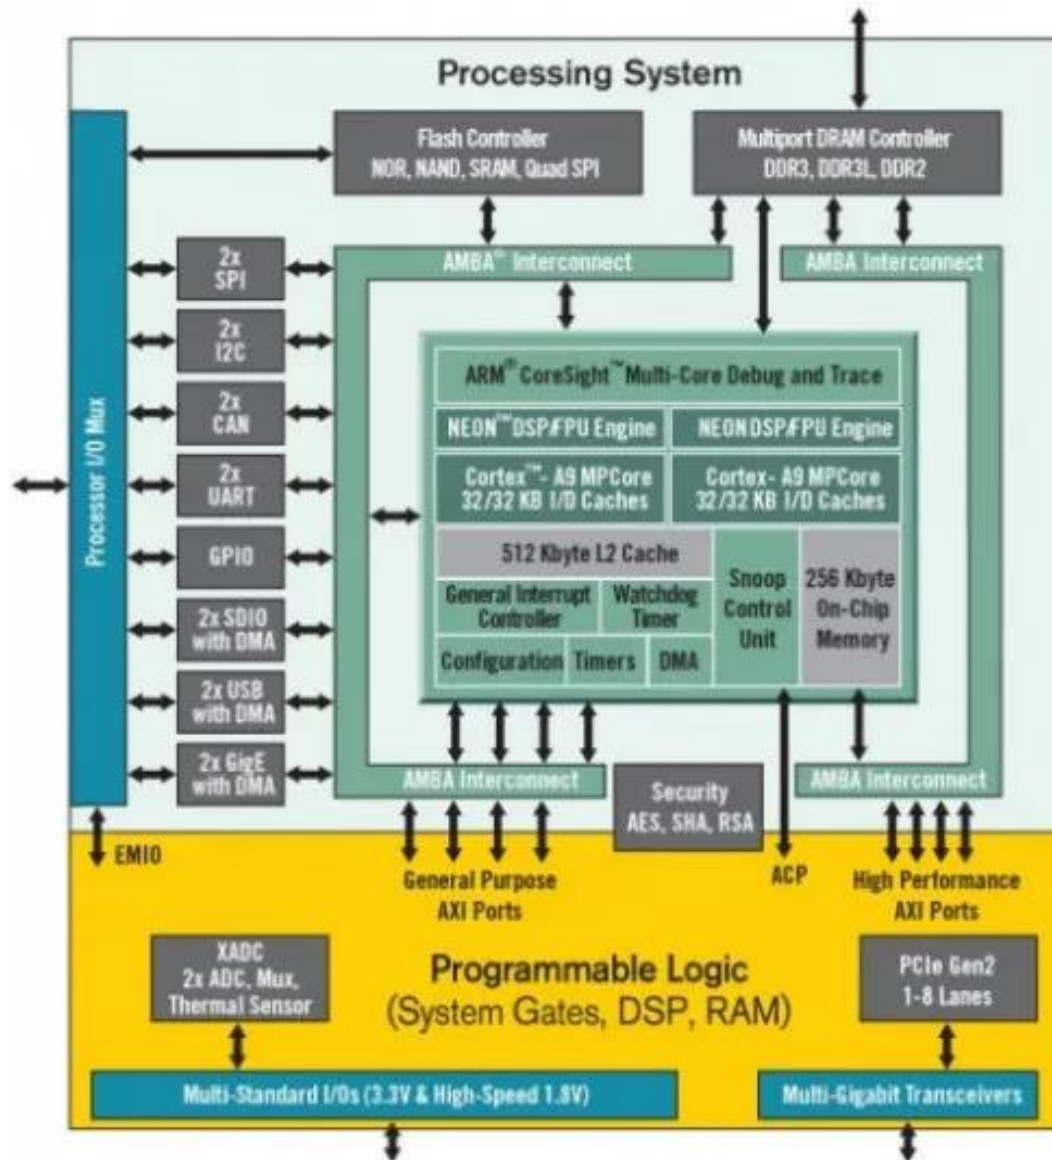 Processing System
Flash Controller
NOR, NAND, SRAM, Quad SPI
Multiport DRAM Controller
DDR3, DDR3L, DDR2
Processor I/O Mux
2x
SPI
2x
I2C
2x
CAN
2x
UART
GPIO
2x SDIO
with DMA
2x USB
with DMA
2x GigE
with DMA
AMBA® Interconnect
AMBA Interconnect
ARM® CoreSight™ Multi-Core Debug and Trace
NEON™ DSP/FPU Engine
NEON DSP/FPU Engine
Cortex™- A9 MPCore
32/32 KB I/D Caches
Cortex- A9 MPCore
32/32 KB I/D Caches
512 Kbyte L2 Cache
General Interrupt
Controller
Watchdog
Timer
Configuration
Timers
DMA
Snoop
Control
Unit
256 Kbyte
On-Chip
Memory
AMBA Interconnect
AMBA Interconnect
Security
AES, SHA, RSA
EMIO
General Purpose
AXI Ports
ACP
High Performance
AXI Ports
XADC
2x ADC, Mux,
Thermal Sensor
Programmable Logic
(System Gates, DSP, RAM)
PCIe Gen2
1-8 Lanes
Multi-Standard I/Os (3.3V & High-Speed 1.8V)
Multi-Gigabit Transceivers